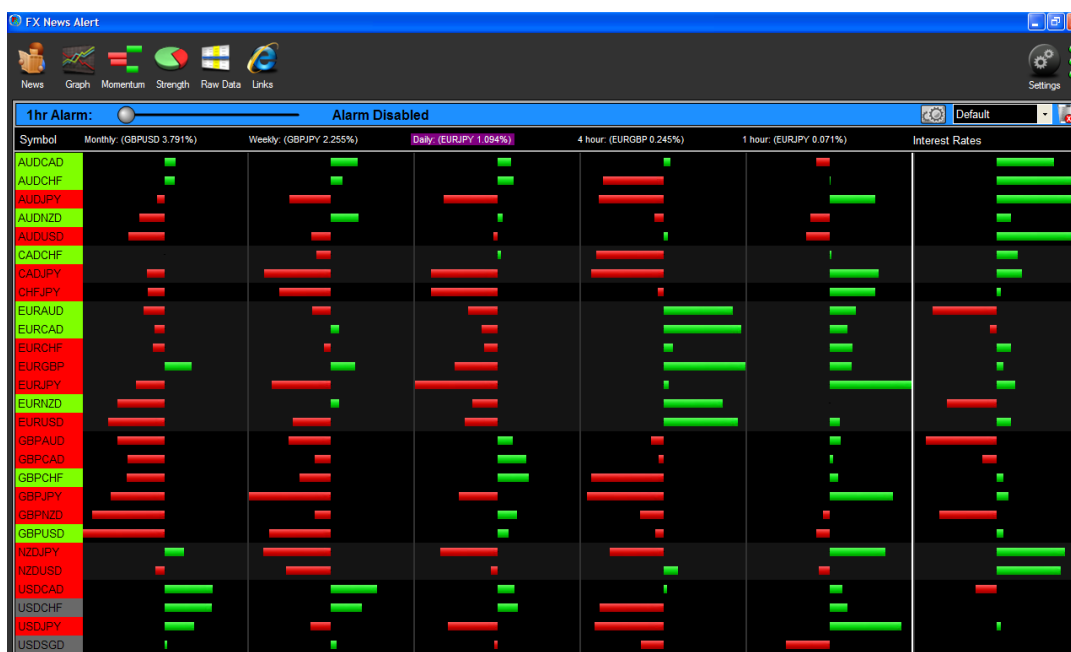 FX News Alert
News Graph Momentum Strength Raw Data Links Settings
1hr Alarm: Alarm Disabled Default
Symbol Monthly: (GBPUSD 3.791%) Weekly: (GBPJPY 2.255%) Daily: (EURJPY 1.094%) 4 hour: (EURGBP 0.245%) 1 hour: (EURJPY 0.071%) Interest Rates
AUDCAD
AUDCHF
AUDJPY
AUDNZD
AUDUSD
CADCHF
CADJPY
CHFJPY
EURAUD
EURCAD
EURCHF
EURGBP
EURJPY
EURNZD
EURUSD
GBPAUD
GBPCAD
GBPCHF
GBPJPY
GBPNZD
GBPUSD
NZDJPY
NZDUSD
USDCAD
USDCHF
USDJPY
USDSGD